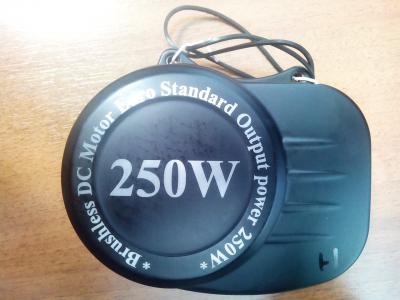 * Brushless DC Motor Euro Standard Output power 250W *
250W